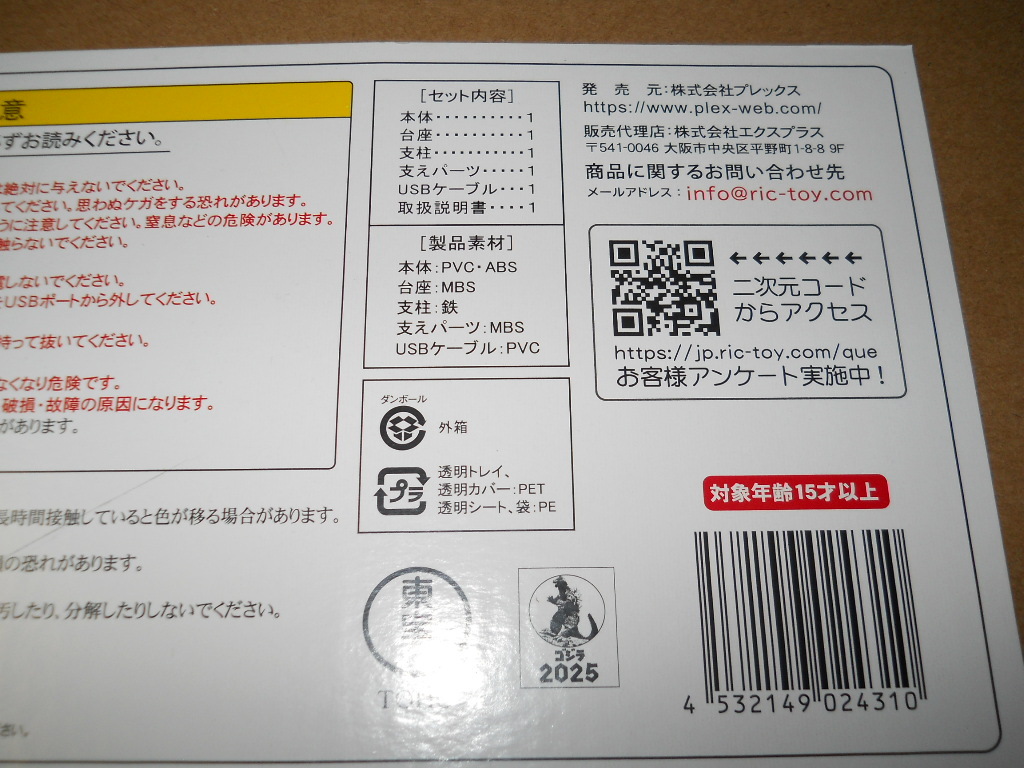 意
ずお読みください。
絶対に与えないでください。
てください。思わぬケガをする恐れがあります。
うに注意してください。窒息などの危険があります。
触らないでください。
しないでください。
USBポートから外してください。
持って抜いてください。
なくなり危険です。
破損・故障の原因になります。
があります。
長時間接触していると色が移る場合があります。
の恐れがあります。
汚したり、分解したりしないでください。
ださい。
[セット内容]
本体··········1
台座··········1
支柱··········1
支えパーツ·····1
USBケーブル···1
取扱説明書····1
[製品素材]
本体:PVC・ABS
台座:MBS
支柱:鉄
支えパーツ:MBS
USBケーブル:PVC
ダンボール
外箱
プラ
透明トレイ、
透明カバー:PET
透明シート、袋:PE
東宝
TOHO
ゴジラ
2025
発 売 元:株式会社プレックス
https://www.plex-web.com/
販売代理店:株式会社エクスプラス
〒541-0046 大阪市中央区平野町1-8-8 9F
商品に関するお問い合わせ先
メールアドレス:info@ric-toy.com
←←←←←←
二次元コード
からアクセス
https://jp.ric-toy.com/que
お客様アンケート実施中!
対象年齢15才以上
4 532149 024310